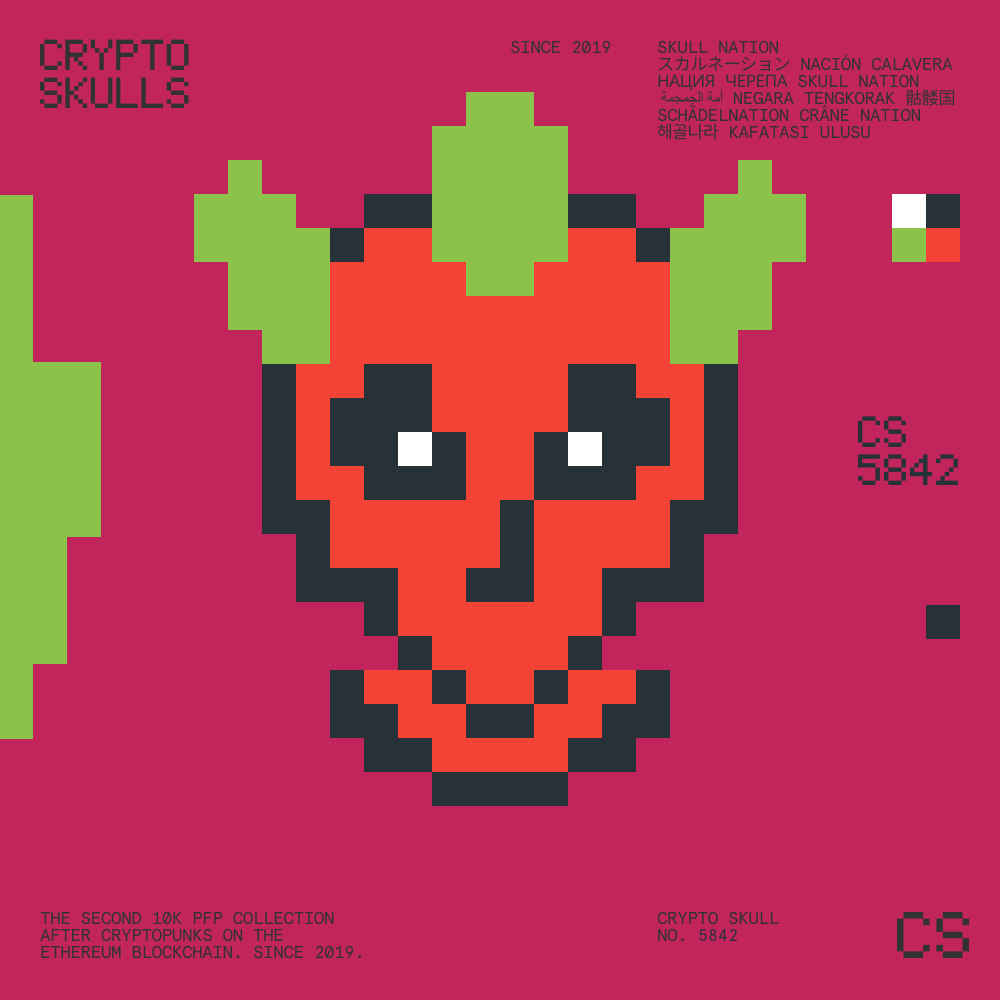 CRYPTO
SKULLS
SINCE 2019
SKULL NATION
スカルネーション NACIÓN CALAVERA
НАЦИЯ ЧЕРЕПА SKULL NATION
أمة الجمجمة NEGARA TENGKORAK 骷髅国
SCHÄDELNATION CRÂNE NATION
해골나라 KAFATASI ULUSU
CS
5842
THE SECOND 10K PFP COLLECTION
AFTER CRYPTOPUNKS ON THE
ETHEREUM BLOCKCHAIN. SINCE 2019.
CRYPTO SKULL
NO. 5842
CS